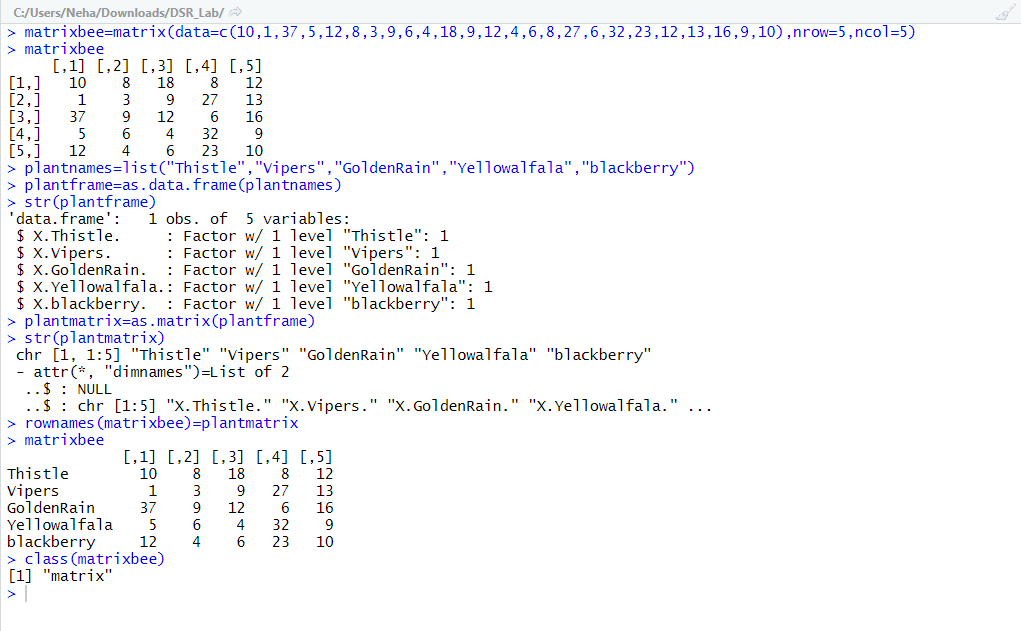 C:/Users/Neha/Downloads/DSR_Lab/
> matrixbee=matrix(data=c(10,1,37,5,12,8,3,9,6,4,18,9,12,4,6,8,27,6,32,23,12,13,16,9,10),nrow=5,ncol=5)
> matrixbee
     [,1] [,2] [,3] [,4] [,5]
[1,]   10    8   18    8   12
[2,]    1    3    9   27   13
[3,]   37    9   12    6   16
[4,]    5    6    4   32    9
[5,]   12    4    6   23   10
> plantnames=list("Thistle","Vipers","GoldenRain","Yellowalfala","blackberry")
> plantframe=as.data.frame(plantnames)
> str(plantframe)
'data.frame':   1 obs. of  5 variables:
 $ X.Thistle.     : Factor w/ 1 level "Thistle": 1
 $ X.Vipers.      : Factor w/ 1 level "Vipers": 1
 $ X.GoldenRain.  : Factor w/ 1 level "GoldenRain": 1
 $ X.Yellowalfala.: Factor w/ 1 level "Yellowalfala": 1
 $ X.blackberry.  : Factor w/ 1 level "blackberry": 1
> plantmatrix=as.matrix(plantframe)
> str(plantmatrix)
 chr [1, 1:5] "Thistle" "Vipers" "GoldenRain" "Yellowalfala" "blackberry"
 - attr(*, "dimnames")=List of 2
  ..$ : NULL
  ..$ : chr [1:5] "X.Thistle." "X.Vipers." "X.GoldenRain." "X.Yellowalfala." ...
> rownames(matrixbee)=plantmatrix
> matrixbee
             [,1] [,2] [,3] [,4] [,5]
Thistle        10    8   18    8   12
Vipers          1    3    9   27   13
GoldenRain     37    9   12    6   16
Yellowalfala    5    6    4   32    9
blackberry     12    4    6   23   10
> class(matrixbee)
[1] "matrix"
>